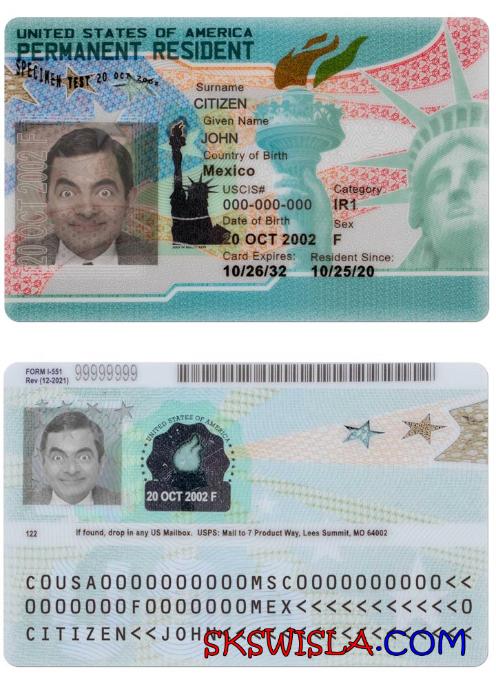 UNITED STATES OF AMERICA
PERMANENT RESIDENT
SPECIMEN TEST 20 OCT 2002
Surname
CITIZEN
Given Name
JOHN
Country of Birth
Mexico
USCIS# Category
000-000-000 IR1
Date of Birth Sex
20 OCT 2002 F
Card Expires: Resident Since:
10/26/32 10/25/20
20 OCT 2002 F
FORM I-551
Rev (12-2021) 99999999
UNITED STATES OF AMERICA
20 OCT 2002 F
122 If found, drop in any US Mailbox. USPS: Mail to 7 Product Way, Lees Summit, MO 64002
COUSA0000000000MSC0000000000<<
0000000F0000000MEX<<<<<<<<<<<0
CITIZEN<<JOHN
SKSWISLA.COM